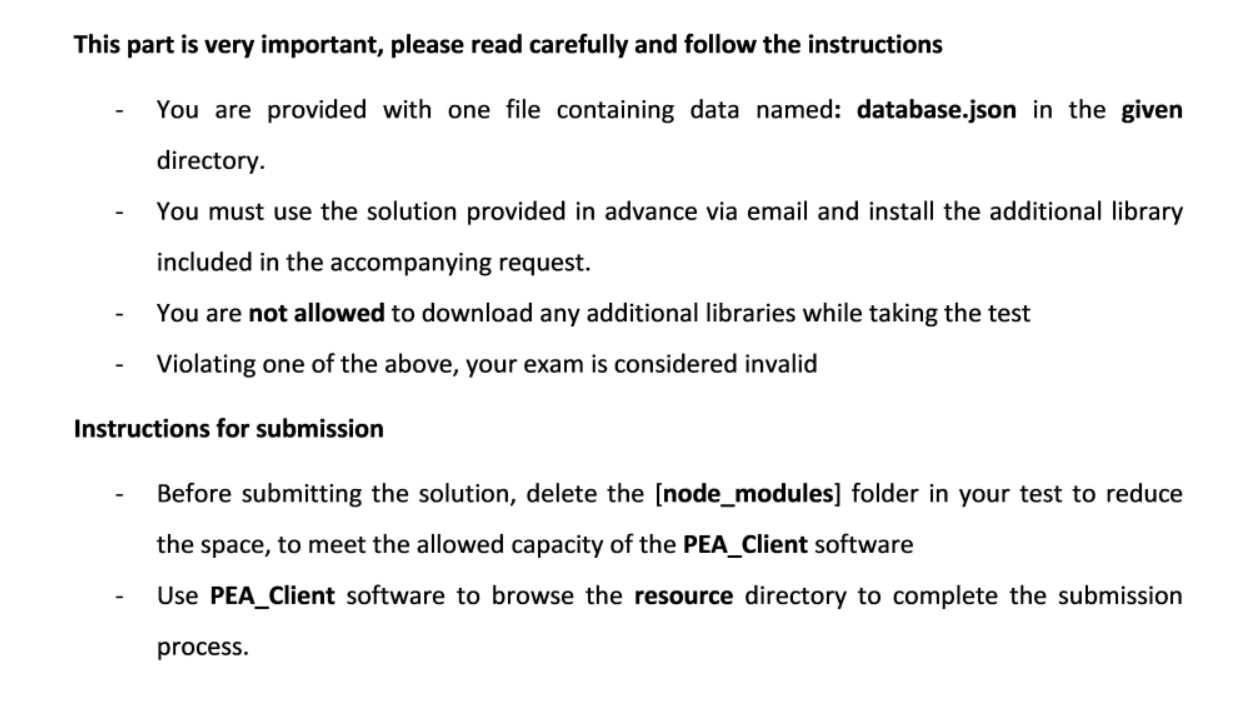 This part is very important, please read carefully and follow the instructions
- You are provided with one file containing data named: database.json in the given
directory.
- You must use the solution provided in advance via email and install the additional library
included in the accompanying request.
- You are not allowed to download any additional libraries while taking the test
- Violating one of the above, your exam is considered invalid
Instructions for submission
- Before submitting the solution, delete the [node_modules] folder in your test to reduce
the space, to meet the allowed capacity of the PEA_Client software
- Use PEA_Client software to browse the resource directory to complete the submission
process.